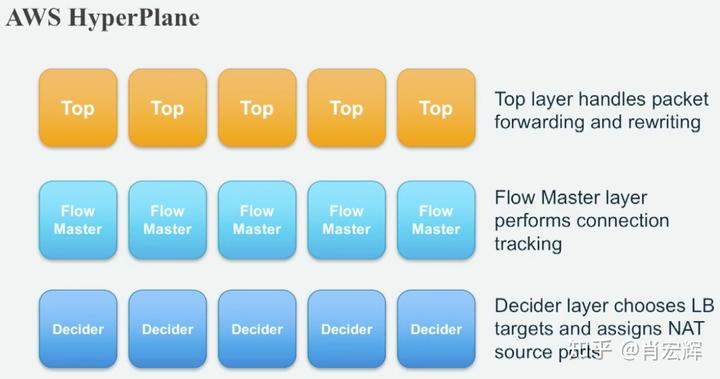 AWS HyperPlane
Top Top Top Top Top
Top layer handles packet
forwarding and rewriting
Flow Flow Flow Flow Flow
Master Master Master Master Master
Flow Master layer
performs connection
tracking
Decider Decider Decider Decider Decider
Decider layer chooses LB
targets and assigns NAT
source ports
知乎 @肖宏辉